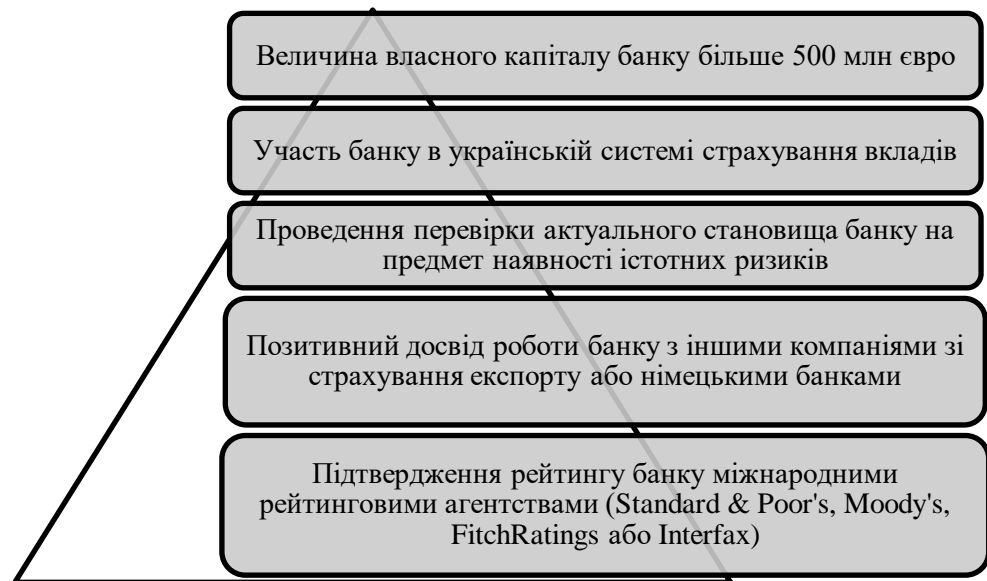 Величина власного капіталу банку більше 500 млн євро
Участь банку в українській системі страхування вкладів
Проведення перевірки актуального становища банку на
предмет наявності істотних ризиків
Позитивний досвід роботи банку з іншими компаніями зі
страхування експорту або німецькими банками
Підтвердження рейтингу банку міжнародними
рейтинговими агентствами (Standard & Poor's, Moody's,
FitchRatings або Interfax)